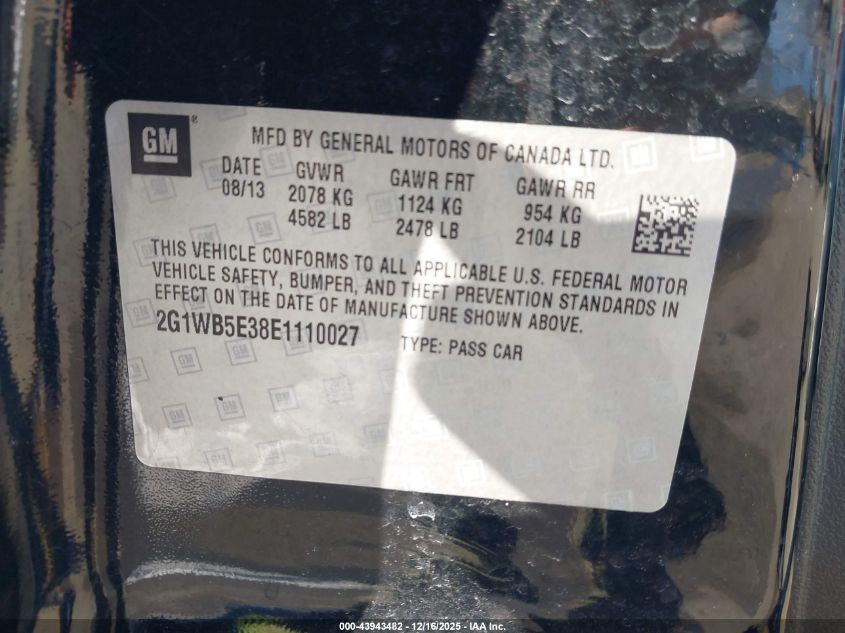 GM ®
MFD BY GENERAL MOTORS OF CANADA LTD.
DATE GVWR GAWR FRT GAWR RR
08/13 2078 KG 1124 KG 954 KG
4582 LB 2478 LB 2104 LB
THIS VEHICLE CONFORMS TO ALL APPLICABLE U.S. FEDERAL MOTOR
VEHICLE SAFETY, BUMPER, AND THEFT PREVENTION STANDARDS IN
EFFECT ON THE DATE OF MANUFACTURE SHOWN ABOVE.
2G1WB5E38E1110027 TYPE: PASS CAR
000-43943482 - 12/16/2025 - IAA Inc.